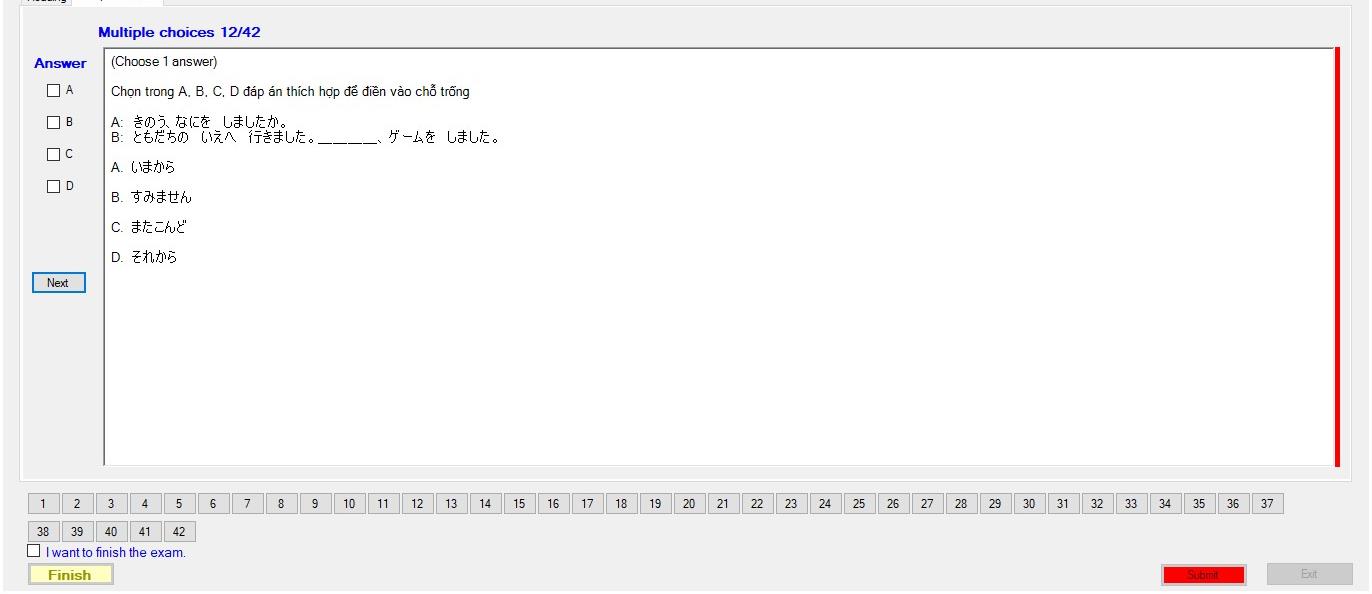 Multiple choices 12/42
Answer
A
B
C
D
Next
(Choose 1 answer)
Chọn trong A, B, C, D đáp án thích hợp để điền vào chỗ trống
A: きのう、なにを しましたか。
B: ともだちの いえへ 行きました。________、ゲームを しました。
A. いまから
B. すみません
C. またこんど
D. それから
1 2 3 4 5 6 7 8 9 10 11 12 13 14 15 16 17 18 19 20 21 22 23 24 25 26 27 28 29 30 31 32 33 34 35 36 37
38 39 40 41 42
I want to finish the exam.
Finish
Submit
Exit